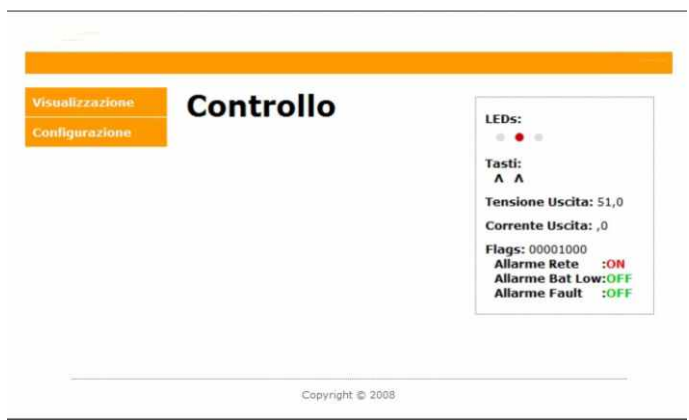 Visualizzazione
Configurazione
Controllo
LEDs:
Tasti:
Λ Λ
Tensione Uscita: 51,0
Corrente Uscita: ,0
Flags: 00001000
Allarme Rete :ON
Allarme Bat Low:OFF
Allarme Fault :OFF
Copyright © 2008